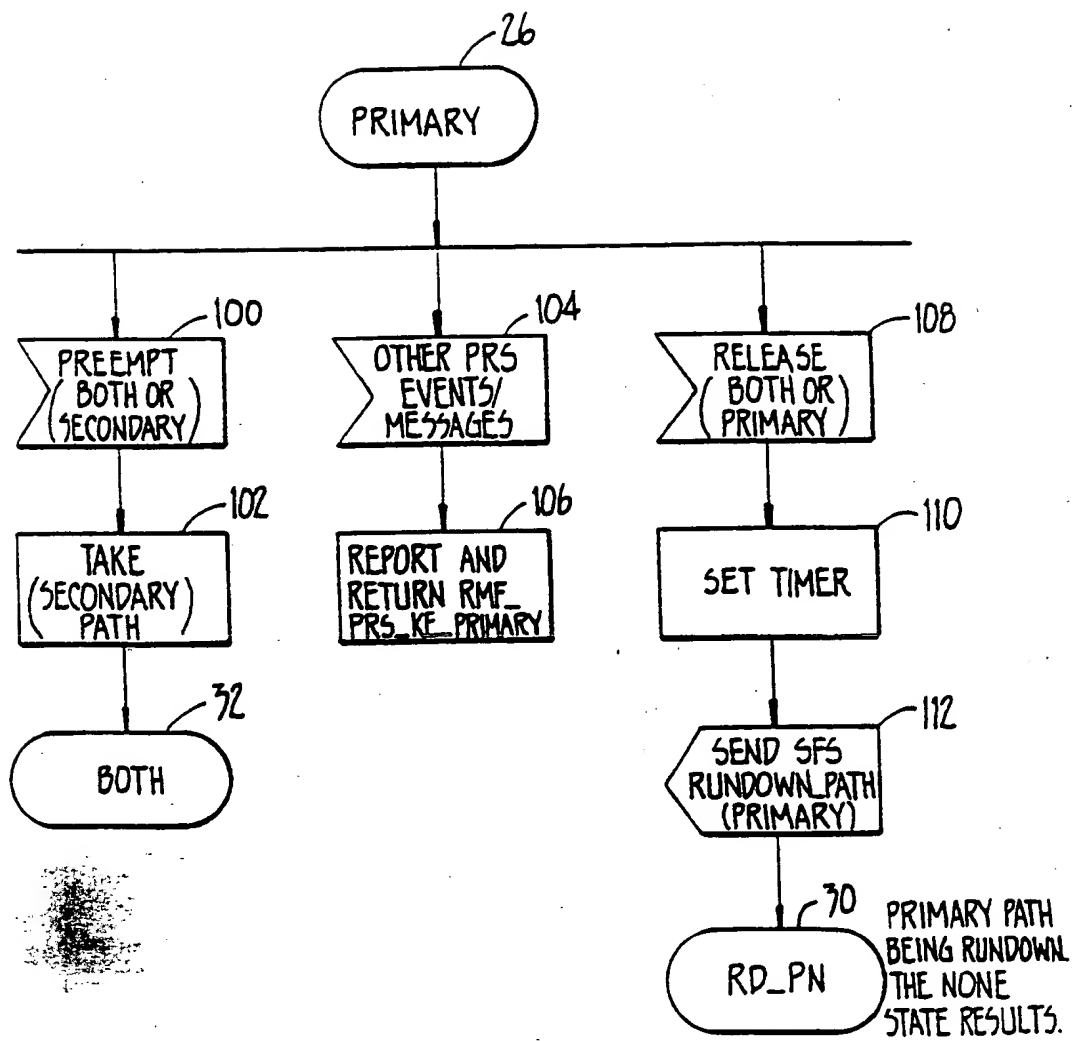 26
PRIMARY
100
PREEMPT
(BOTH OR
SECONDARY)
104
OTHER PRS
EVENTS/
MESSAGES
108
RELEASE
(BOTH OR
PRIMARY)
102
TAKE
(SECONDARY)
PATH
106
REPORT AND
RETURN RMF_
PRS_KE_PRIMARY
110
SET TIMER
32
BOTH
112
SEND SFS
RUNDOWN_PATH
(PRIMARY)
30
RD_PN
PRIMARY PATH
BEING RUNDOWN
THE NONE
STATE RESULTS.